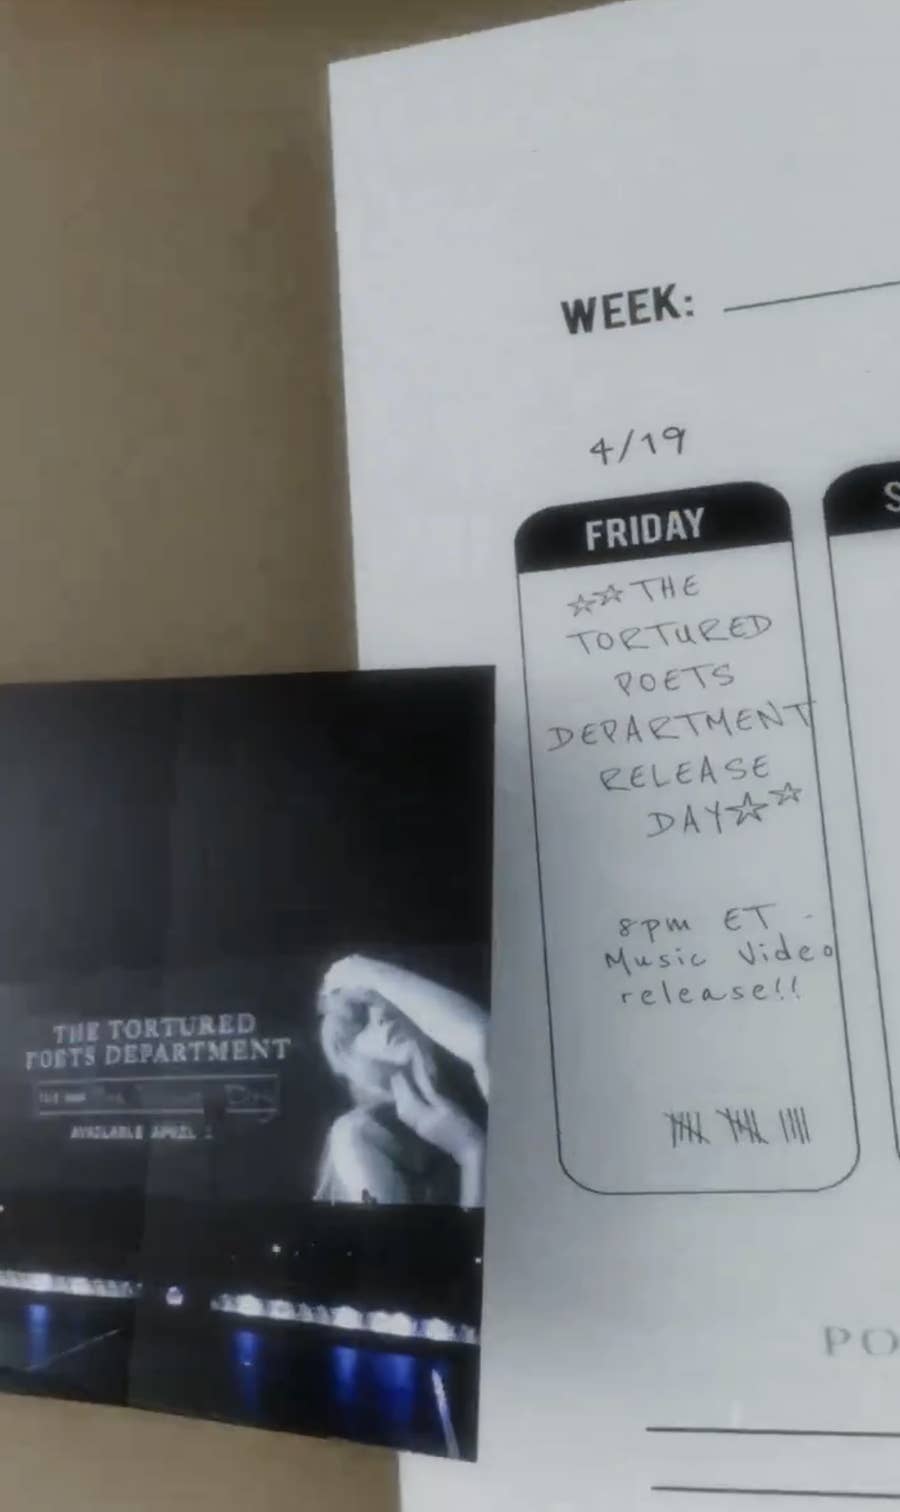 WEEK:
4/19
FRIDAY
☆☆THE
TORTURED
POETS
DEPARTMENT
RELEASE
DAY☆☆
8pm ET -
Music Video
release!!
THE TORTURED
POETS DEPARTMENT
AVAILABLE APRIL
S
PO